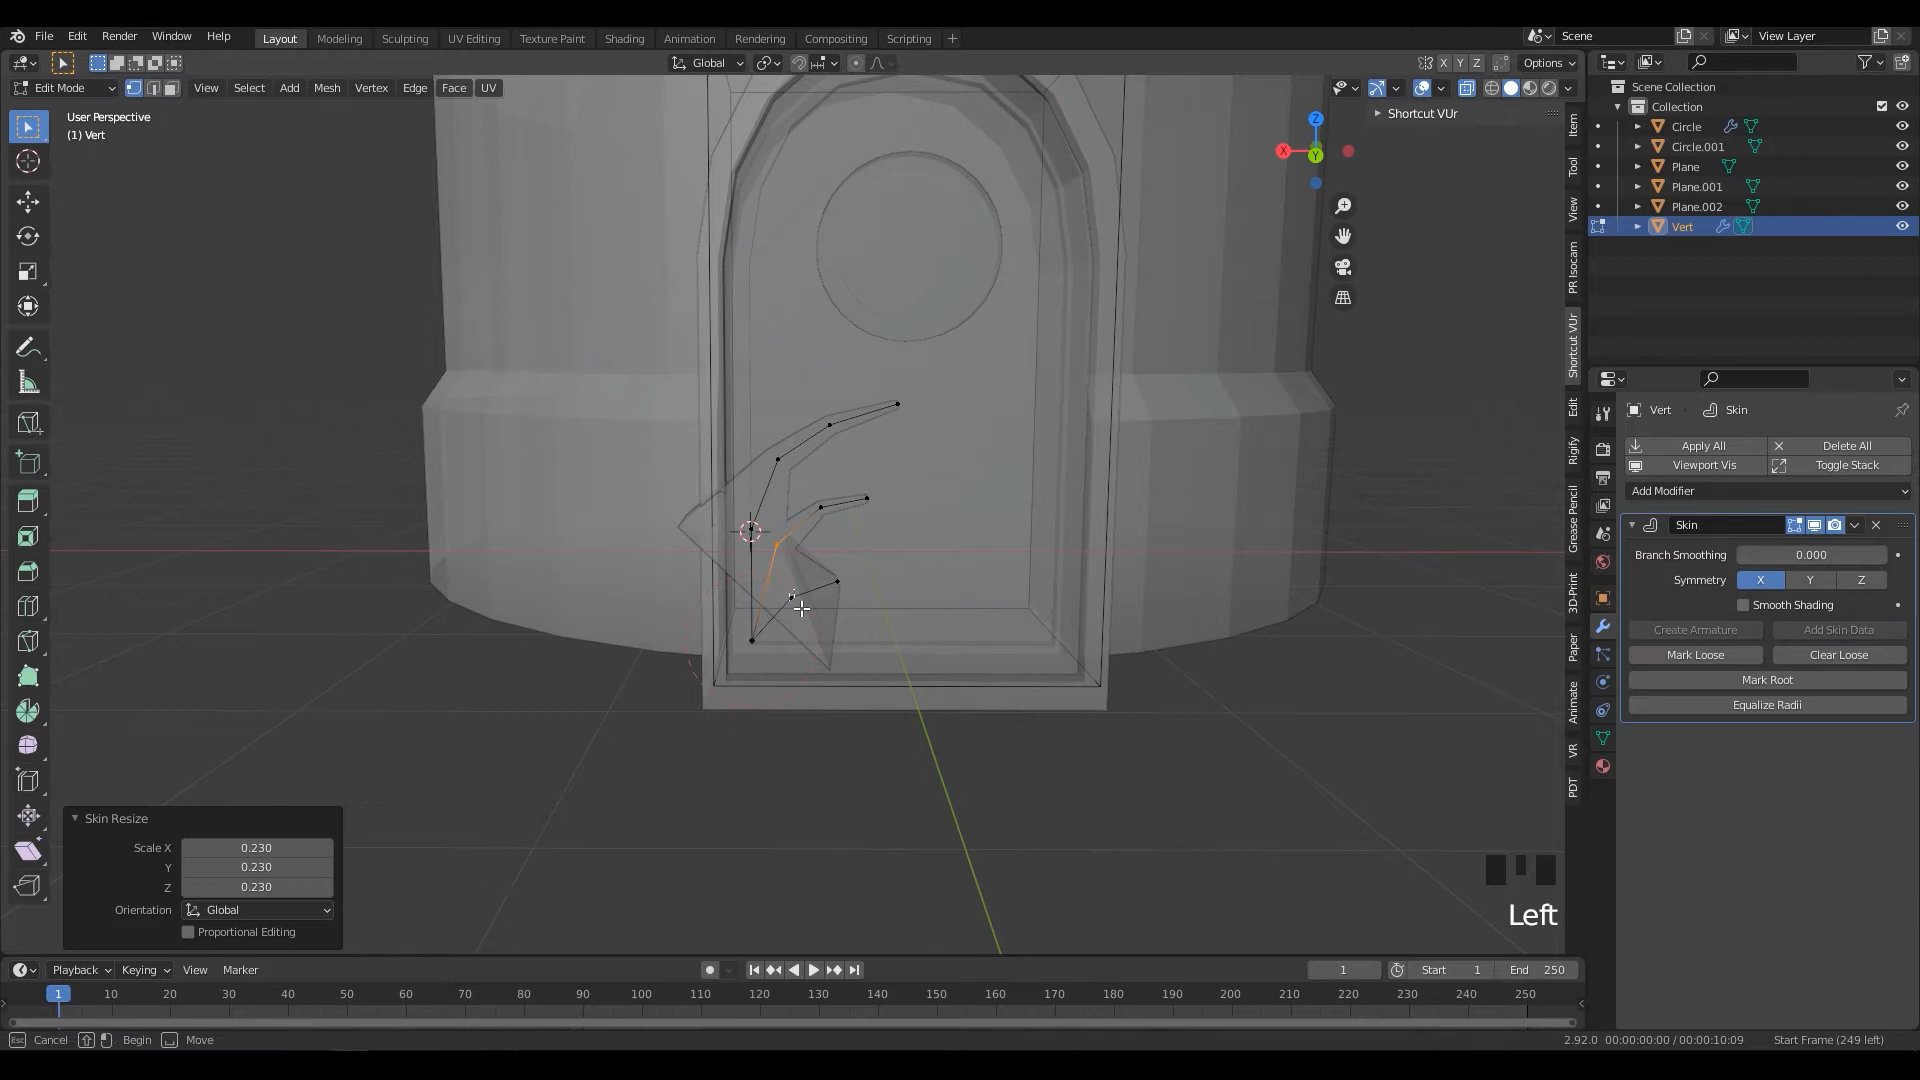 File Edit Render Window Help Layout Modeling Sculpting UV Editing Texture Paint Shading Animation Rendering Compositing Scripting + Scene View Layer
Global X Y Z Options
Edit Mode View Select Add Mesh Vertex Edge Face UV
User Perspective
(1) Vert
Shortcut VUr
Z
X
Y
Item
Tool
View
PR Isocam
Shortcut VUr
Edit
Rigify
Grease Pencil
3D-Print
Paper
Animate
VR
PDT
Scene Collection
Collection
Circle
Circle.001
Plane
Plane.001
Plane.002
Vert
Vert Skin
Apply All Delete All
Viewport Vis Toggle Stack
Add Modifier
Skin
Branch Smoothing 0.000
Symmetry X Y Z
Smooth Shading
Create Armature Add Skin Data
Mark Loose Clear Loose
Mark Root
Equalize Radii
Skin Resize
Scale X 0.230
Y 0.230
Z 0.230
Orientation Global
Proportional Editing
Left
Playback Keying View Marker 1 Start 1 End 250
1 10 20 30 40 50 60 70 80 90 100 110 120 130 140 150 160 170 180 190 200 210 220 230 240 250
Esc Cancel Begin Move 2.92.0 00:00:00:00 / 00:00:10:09 Start Frame (249 left)